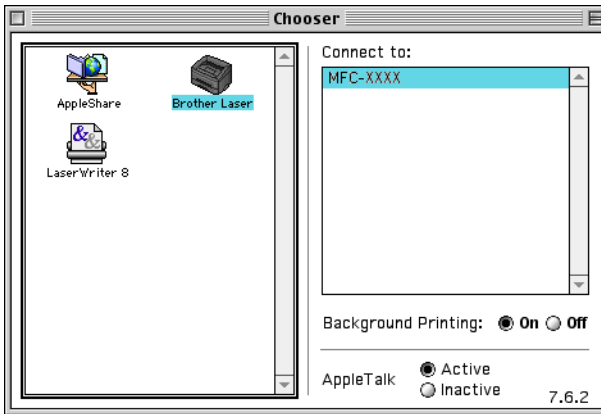 Chooser
AppleShare
Brother Laser
LaserWriter 8
Connect to:
MFC-XXXX
Background Printing: On Off
AppleTalk Active
Inactive
7.6.2